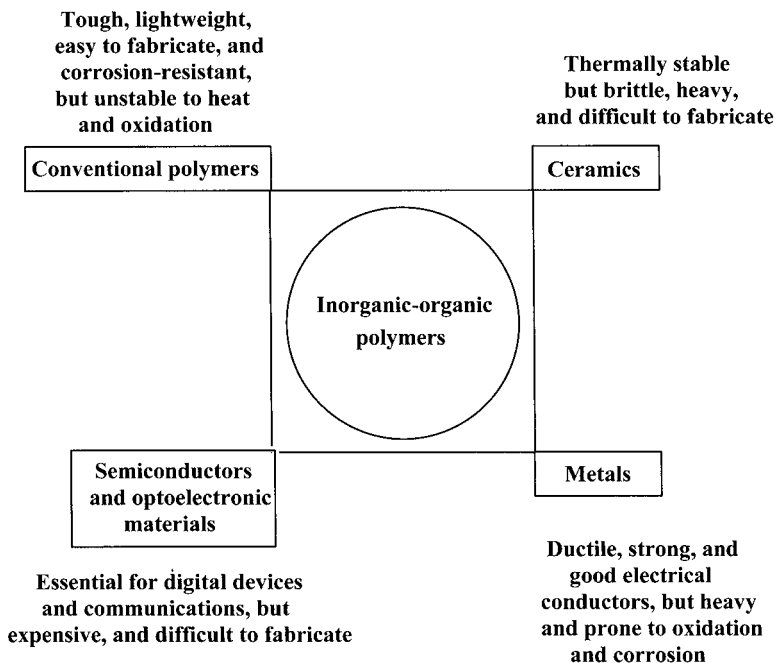 Tough, lightweight,
easy to fabricate, and
corrosion-resistant,
but unstable to heat
and oxidation
Conventional polymers
Thermally stable
but brittle, heavy,
and difficult to fabricate
Ceramics
Inorganic-organic
polymers
Semiconductors
and optoelectronic
materials
Essential for digital devices
and communications, but
expensive, and difficult to fabricate
Metals
Ductile, strong, and
good electrical
conductors, but heavy
and prone to oxidation
and corrosion